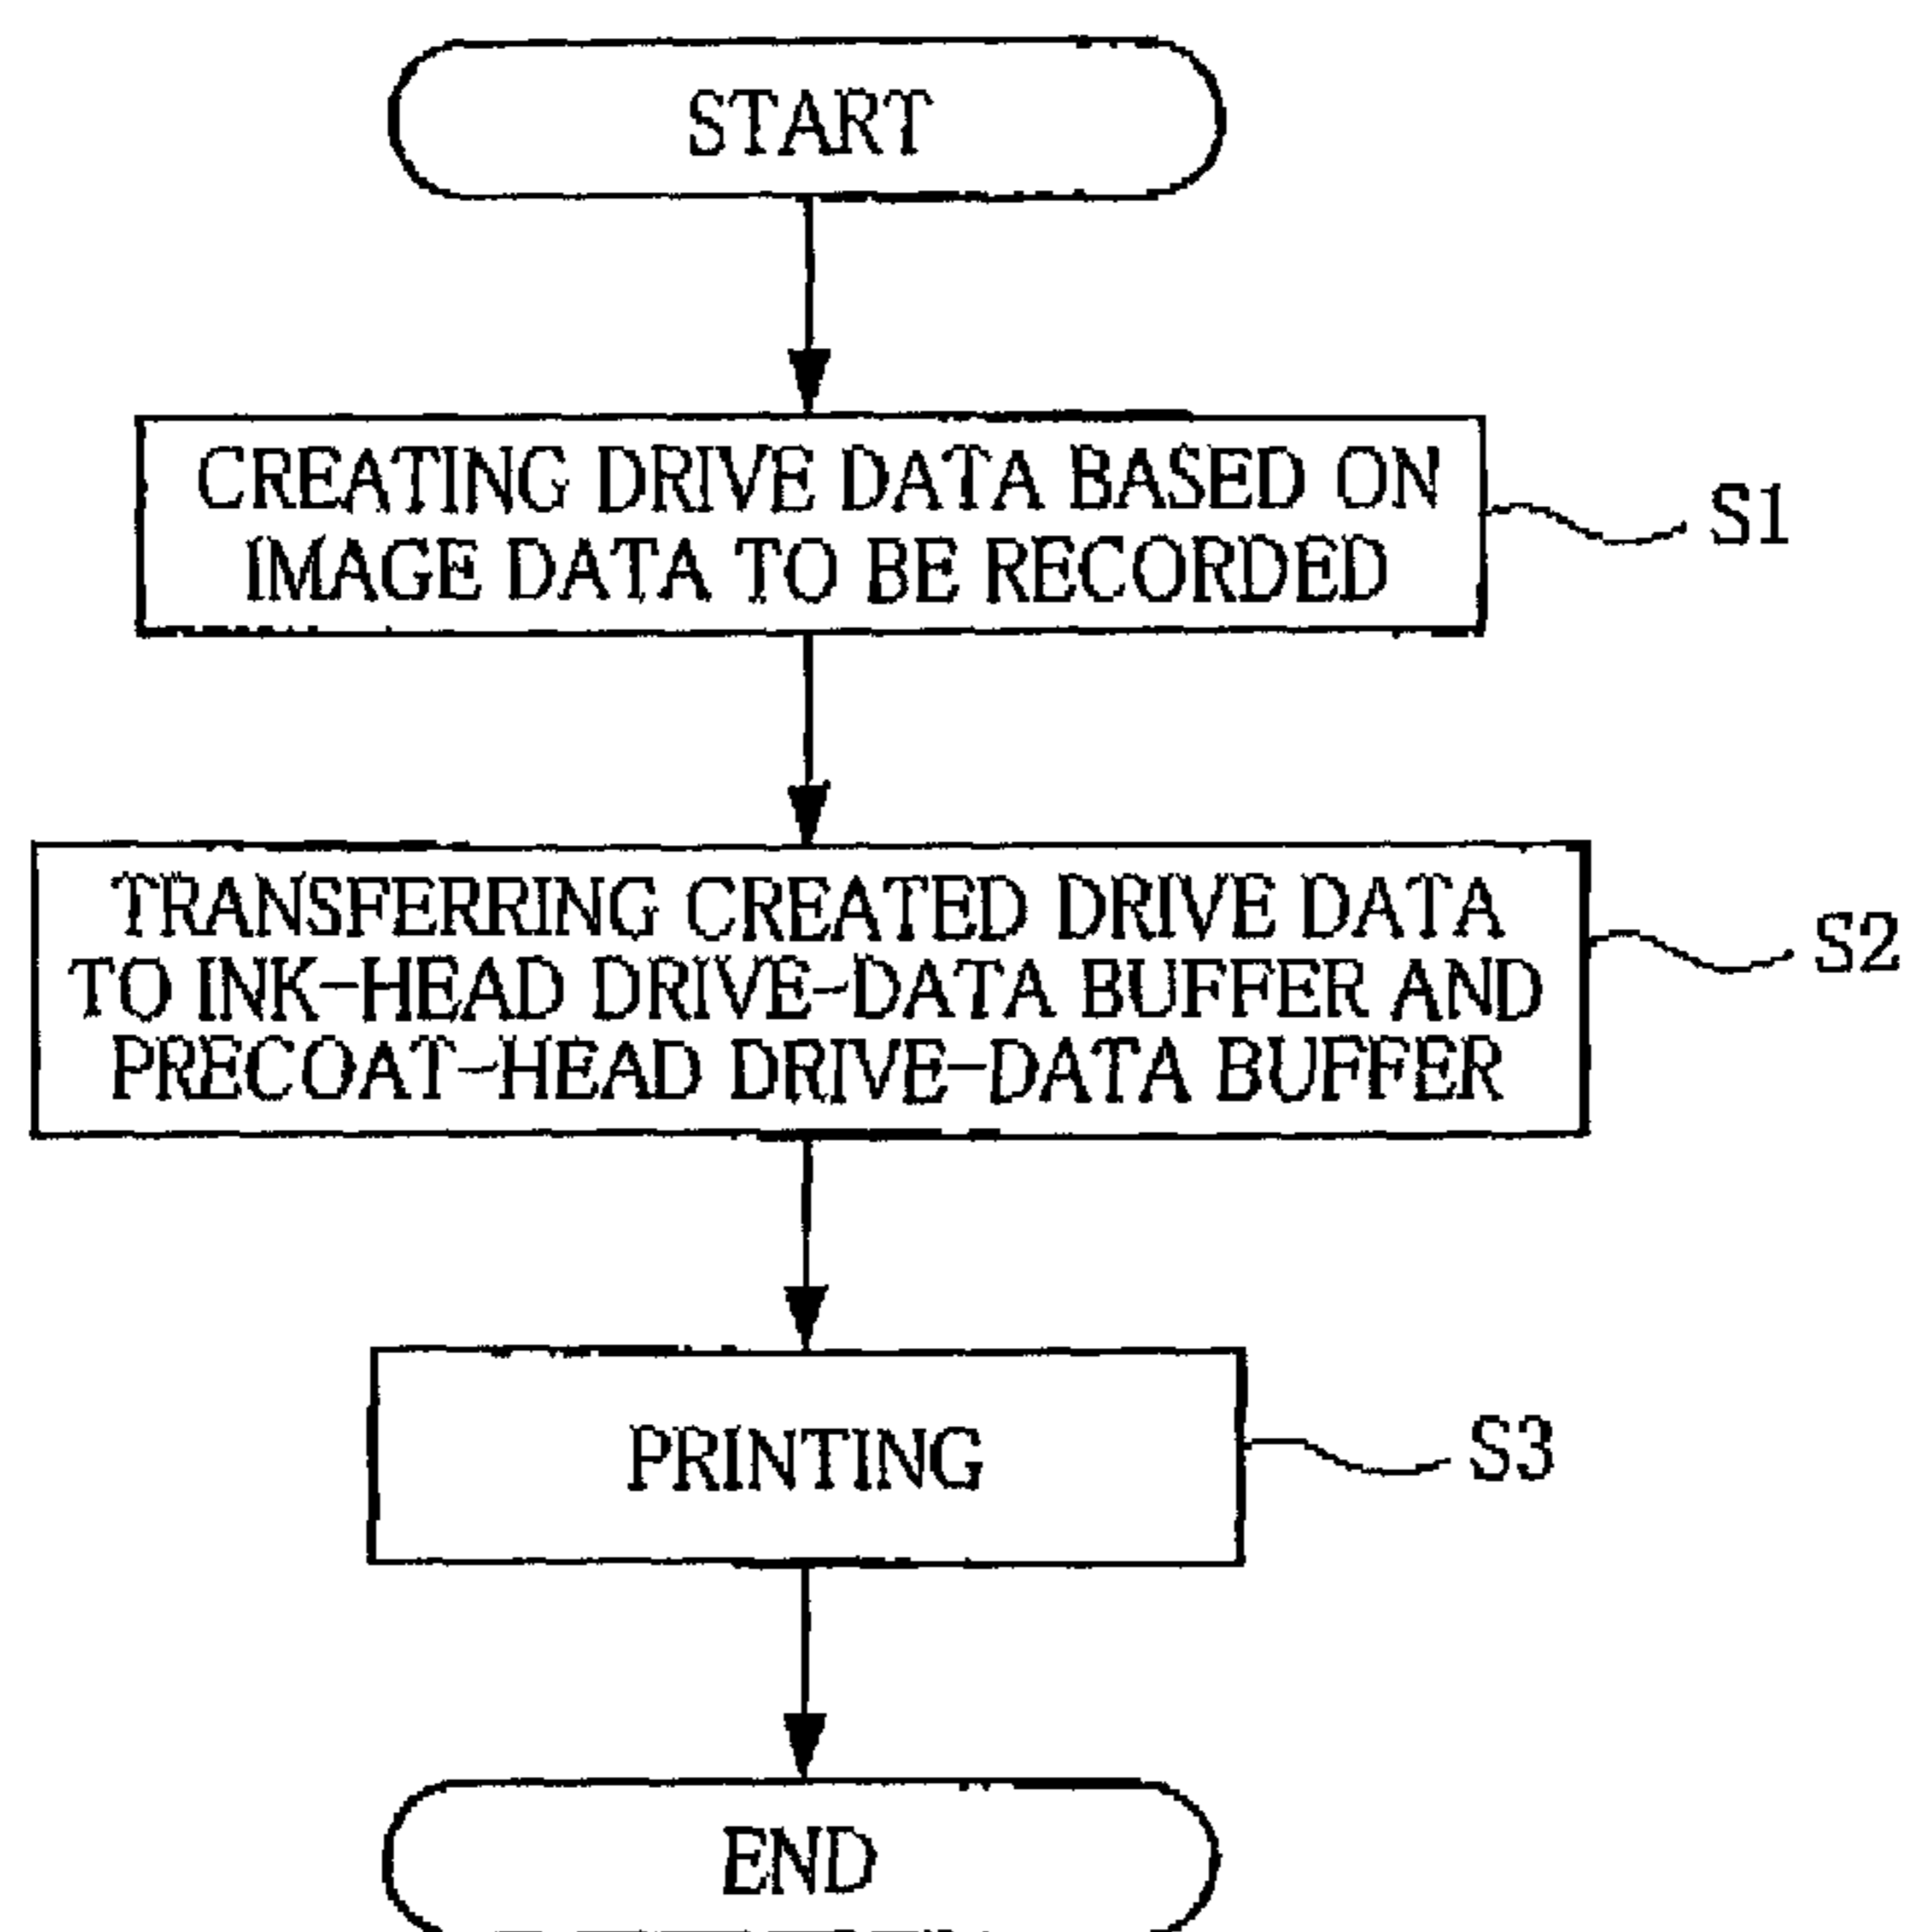 START
CREATING DRIVE DATA BASED ON
IMAGE DATA TO BE RECORDED
S1
TRANSFERRING CREATED DRIVE DATA
TO INK-HEAD DRIVE-DATA BUFFER AND
PRECOAT-HEAD DRIVE-DATA BUFFER
S2
PRINTING
S3
END